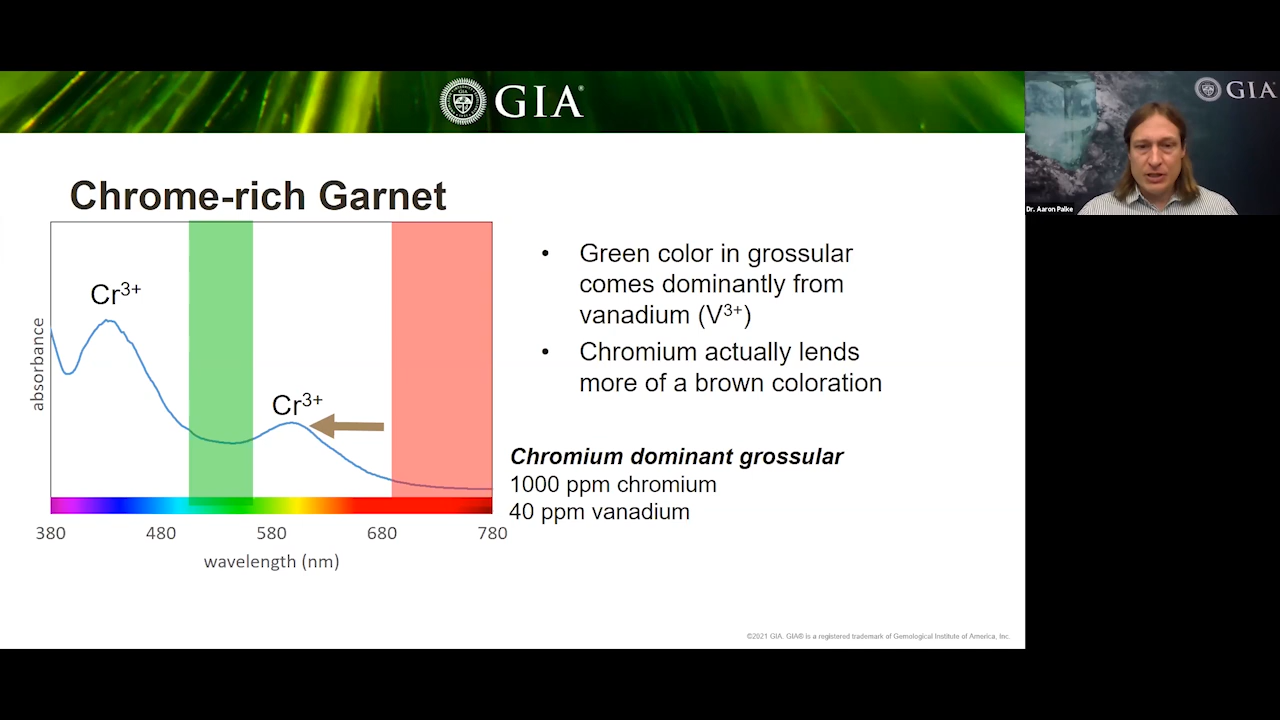 GIA
GIA
Dr. Aaron Palke
Chrome-rich Garnet
Cr³⁺
Cr³⁺
absorbance
380 480 580 680 780
wavelength (nm)
• Green color in grossular
comes dominantly from
vanadium (V³⁺)
• Chromium actually lends
more of a brown coloration
Chromium dominant grossular
1000 ppm chromium
40 ppm vanadium
©2021 GIA. GIA® is a registered trademark of Gemological Institute of America, Inc.